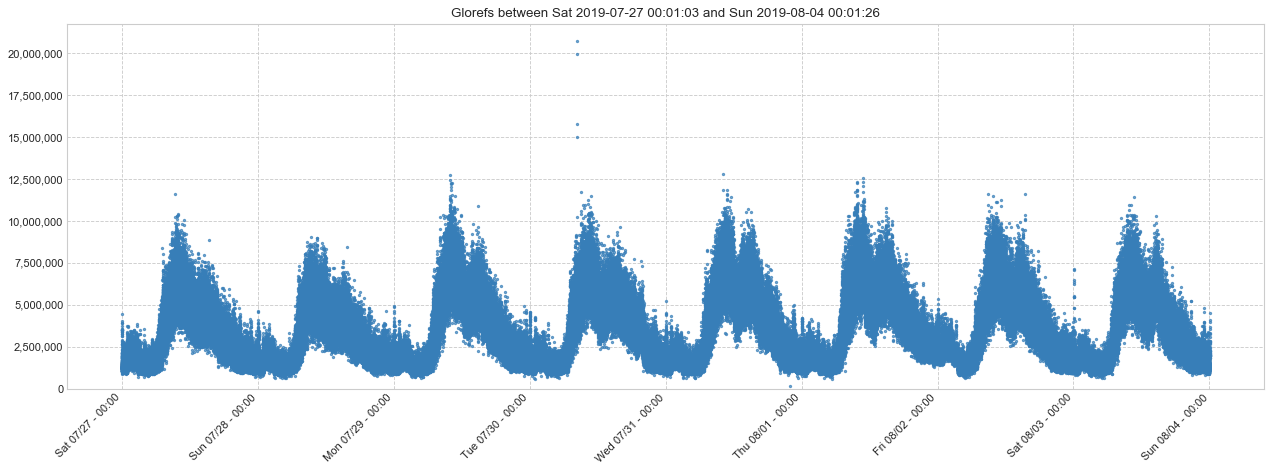 Glorefs between Sat 2019-07-27 00:01:03 and Sun 2019-08-04 00:01:26
20,000,000
17,500,000
15,000,000
12,500,000
10,000,000
7,500,000
5,000,000
2,500,000
0
Sat 07/27 - 00:00
Sun 07/28 - 00:00
Mon 07/29 - 00:00
Tue 07/30 - 00:00
Wed 07/31 - 00:00
Thu 08/01 - 00:00
Fri 08/02 - 00:00
Sat 08/03 - 00:00
Sun 08/04 - 00:00